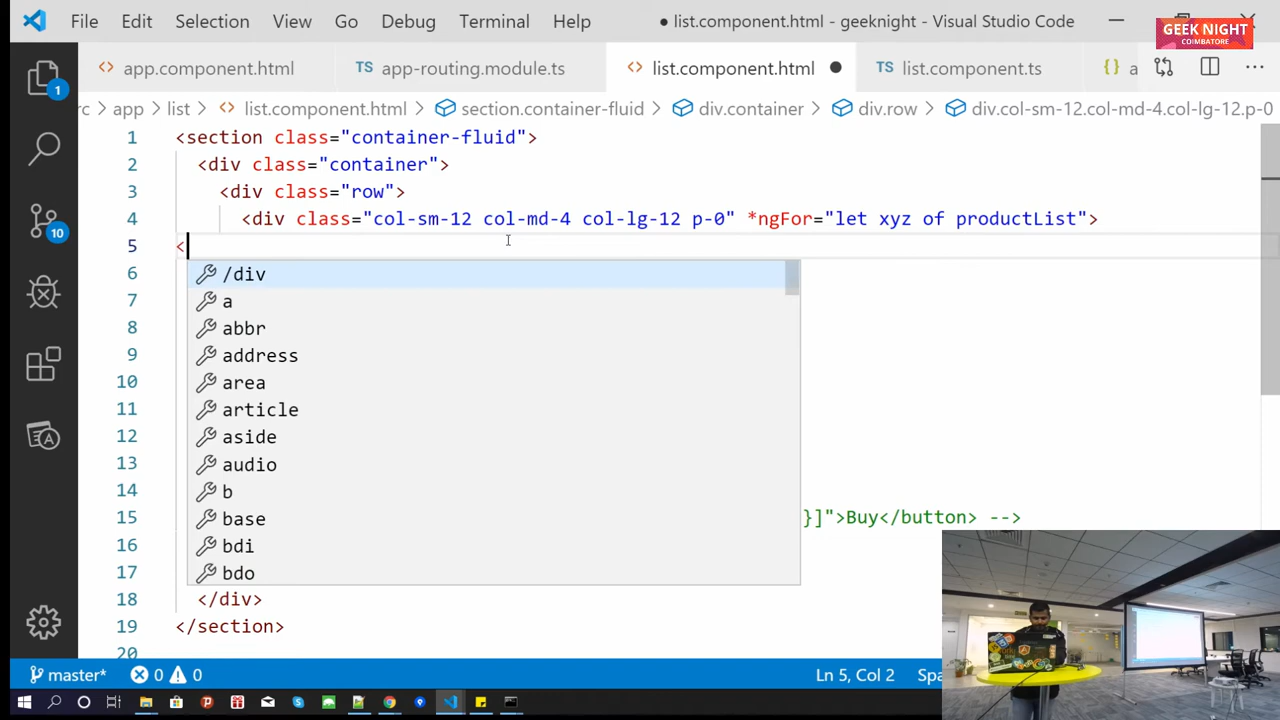 File Edit Selection View Go Debug Terminal Help ● list.component.html - geeknight - Visual Studio Code
GEEK NIGHT
COIMBATORE
<> app.component.html TS app-routing.module.ts <> list.component.html ● TS list.component.ts {} a
rc > app > list > <> list.component.html > section.container-fluid > div.container > div.row > div.col-sm-12.col-md-4.col-lg-12.p-0
1 <section class="container-fluid">
2 <div class="container">
3 <div class="row">
4 <div class="col-sm-12 col-md-4 col-lg-12 p-0" *ngFor="let xyz of productList">
5 <
6 /div
7 a
8 abbr
9 address
10 area
11 article
12 aside
13 audio
14 b
15 base }]">Buy</button> -->
16 bdi
17 bdo
18 </div>
19 </section>
20
1
10
master* 0 0 Ln 5, Col 2 Spa